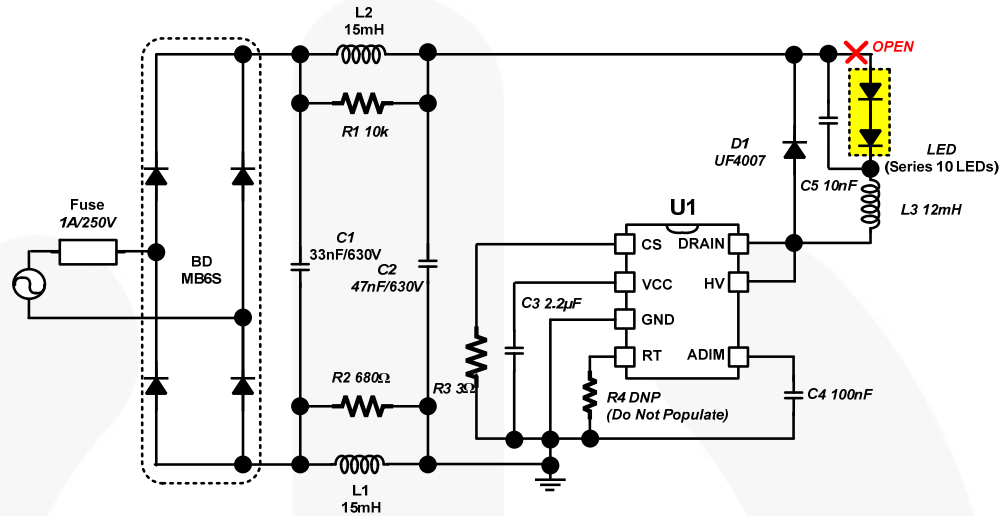 L2
15mH
OPEN
R1 10k
D1
UF4007
LED
(Series 10 LEDs)
C5 10nF
L3 12mH
Fuse
1A/250V
U1
CS
DRAIN
BD
MB6S
C1
33nF/630V
C2
47nF/630V
VCC
HV
C3 2.2µF
GND
RT
ADIM
R2 680Ω
R3 3Ω
R4 DNP
(Do Not Populate)
C4 100nF
L1
15mH